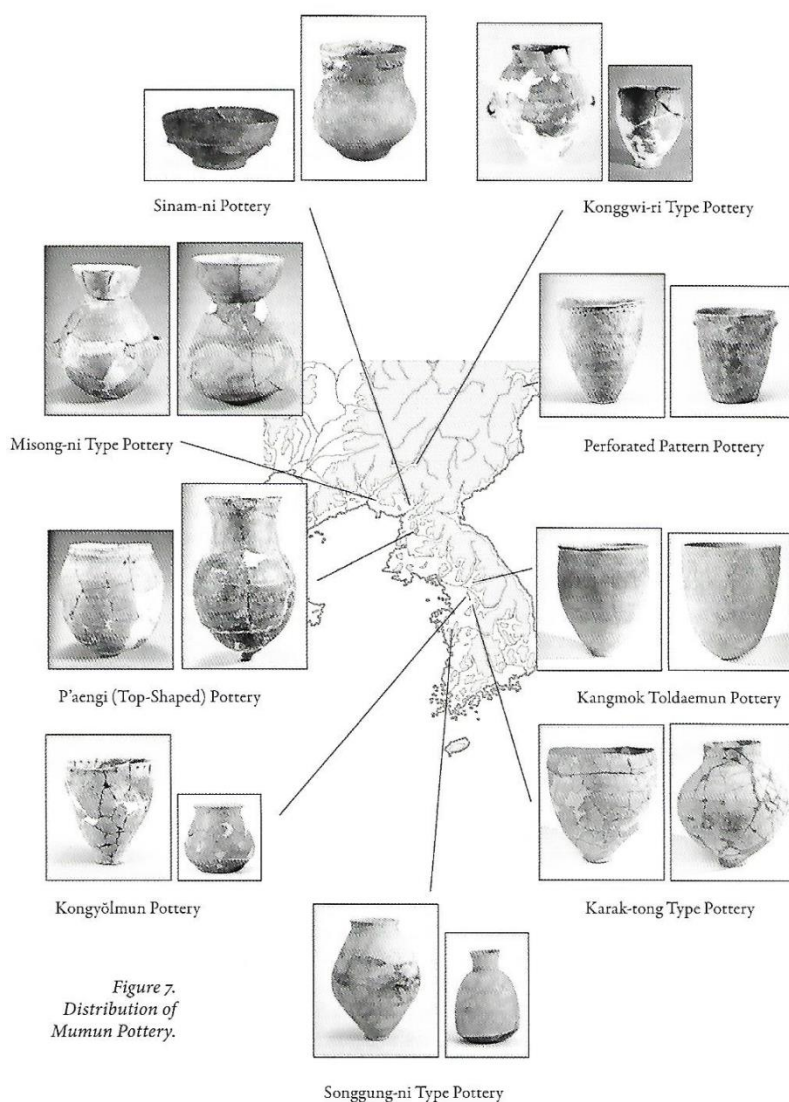 Sinam-ni Pottery
Konggwi-ri Type Pottery
Misong-ni Type Pottery
Perforated Pattern Pottery
P'aengi (Top-Shaped) Pottery
Kangmok Toldaemun Pottery
Kongyŏlmun Pottery
Karak-tong Type Pottery
Figure 7.
Distribution of
Mumun Pottery.
Songgung-ni Type Pottery